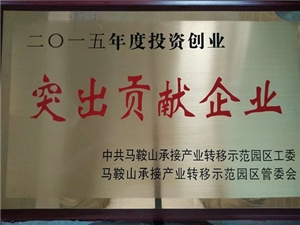 二〇一五年度投资创业
突出贡献企业
中共马鞍山承接产业转移示范园区工委
马鞍山承接产业转移示范园区管委会